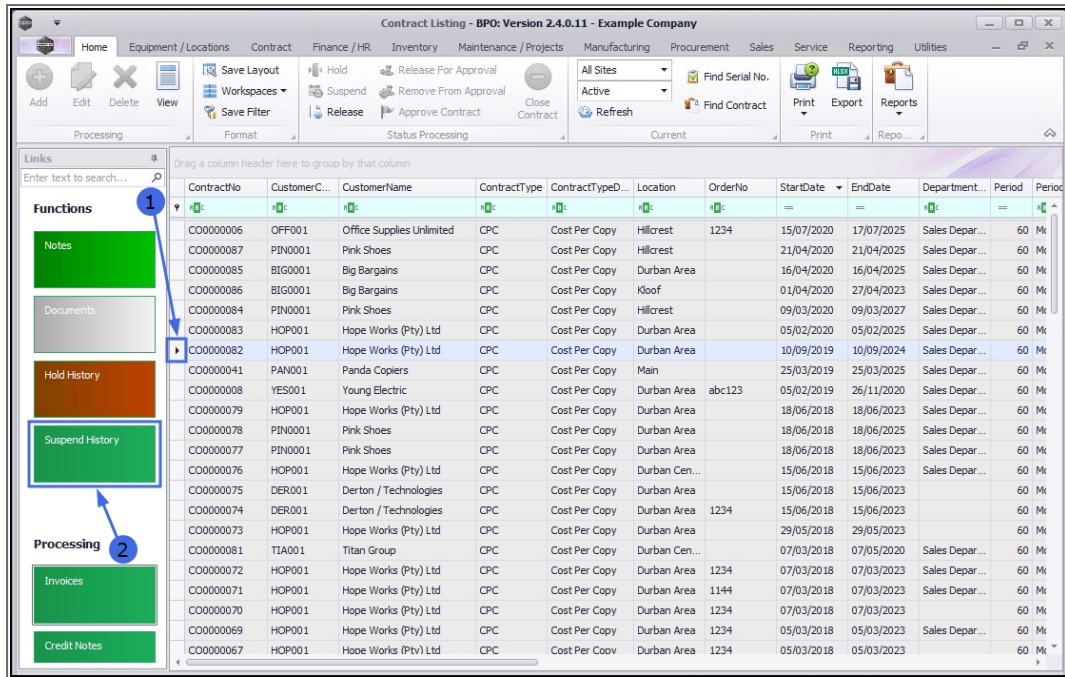 Contract Listing - BPO: Version 2.4.0.11 - Example Company
Home Equipment / Locations Contract Finance / HR Inventory Maintenance / Projects Manufacturing Procurement Sales Service Reporting Utilities
Add Edit Delete View
Save Layout
Workspaces
Save Filter
Hold
Suspend
Release
Release For Approval
Remove From Approval
Approve Contract
Close Contract
All Sites
Active
Refresh
Find Serial No.
Find Contract
Print Export Reports
Processing Format Status Processing Current Print Repo...
Links
Enter text to search...
Functions
Notes
Documents
Hold History
Suspend History
Processing
Invoices
Credit Notes
1
2
Drag a column header here to group by that column
ContractNo CustomerC... CustomerName ContractType ContractTypeD... Location OrderNo StartDate EndDate Department... Period Period
CO0000006 OFF001 Office Supplies Unlimited CPC Cost Per Copy Hillcrest 1234 15/07/2020 17/07/2025 Sales Depar... 60 Mo
CO0000087 PIN0001 Pink Shoes CPC Cost Per Copy Hillcrest 21/04/2020 21/04/2025 Sales Depar... 60 Mo
CO0000085 BIG0001 Big Bargains CPC Cost Per Copy Durban Area 16/04/2020 16/04/2025 Sales Depar... 60 Mo
CO0000086 BIG0001 Big Bargains CPC Cost Per Copy Kloof 01/04/2020 27/04/2023 Sales Depar... 60 Mo
CO0000084 PIN0001 Pink Shoes CPC Cost Per Copy Hillcrest 09/03/2020 09/03/2027 Sales Depar... 60 Mo
CO0000083 HOP001 Hope Works (Pty) Ltd CPC Cost Per Copy Durban Area 05/02/2020 05/02/2025 Sales Depar... 60 Mo
CO0000082 HOP001 Hope Works (Pty) Ltd CPC Cost Per Copy Durban Area 10/09/2019 10/09/2024 Sales Depar... 60 Mo
CO0000041 PAN001 Panda Copiers CPC Cost Per Copy Main 25/03/2019 25/03/2025 Sales Depar... 60 Mo
CO0000008 YES001 Young Electric CPC Cost Per Copy Durban Area abc123 05/02/2019 26/11/2020 Sales Depar... 60 Mo
CO0000079 HOP001 Hope Works (Pty) Ltd CPC Cost Per Copy Durban Area 18/06/2018 18/06/2023 Sales Depar... 60 Mo
CO0000078 PIN0001 Pink Shoes CPC Cost Per Copy Durban Area 18/06/2018 18/06/2025 Sales Depar... 60 Mo
CO0000077 PIN0001 Pink Shoes CPC Cost Per Copy Durban Area 18/06/2018 18/06/2023 Sales Depar... 60 Mo
CO0000076 HOP001 Hope Works (Pty) Ltd CPC Cost Per Copy Durban Cen... 15/06/2018 15/06/2023 Sales Depar... 60 Mo
CO0000075 DER001 Derton / Technologies CPC Cost Per Copy Durban Area 15/06/2018 15/06/2023 60 Mo
CO0000074 DER001 Derton / Technologies CPC Cost Per Copy Durban Area 1234 15/06/2018 15/06/2023 60 Mo
CO0000073 HOP001 Hope Works (Pty) Ltd CPC Cost Per Copy Durban Area 29/05/2018 29/05/2023 60 Mo
CO0000081 TIA001 Titan Group CPC Cost Per Copy Durban Cen... 07/03/2018 07/05/2020 Sales Depar... 60 Mo
CO0000072 HOP001 Hope Works (Pty) Ltd CPC Cost Per Copy Durban Area 1234 07/03/2018 07/03/2023 Sales Depar... 60 Mo
CO0000071 HOP001 Hope Works (Pty) Ltd CPC Cost Per Copy Durban Area 1144 07/03/2018 07/03/2023 Sales Depar... 60 Mo
CO0000070 HOP001 Hope Works (Pty) Ltd CPC Cost Per Copy Durban Area 1234 07/03/2018 07/03/2023 60 Mo
CO0000069 HOP001 Hope Works (Pty) Ltd CPC Cost Per Copy Durban Area 1234 05/03/2018 05/03/2023 Sales Depar... 60 Mo
CO0000067 HOP001 Hope Works (Pty) Ltd CPC Cost Per Copy Durban Area 1234 05/03/2018 05/03/2023 60 Mo